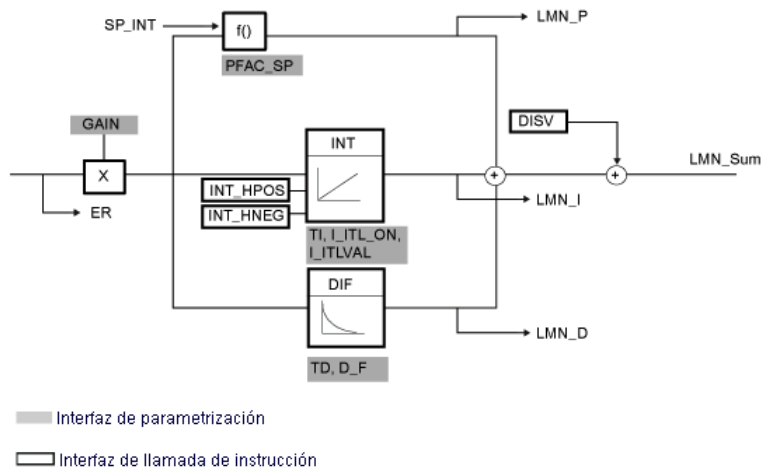 LMN_P
SP_INT
f()
PFAC_SP
GAIN
DISV
INT
LMN_Sum
X
INT_HPOS
+
+
ER
INT_HNEG
LMN_I
TI, I_ITL_ON,
I_ITLVAL
DIF
LMN_D
TD, D_F
Interfaz de parametrización
Interfaz de llamada de instrucción